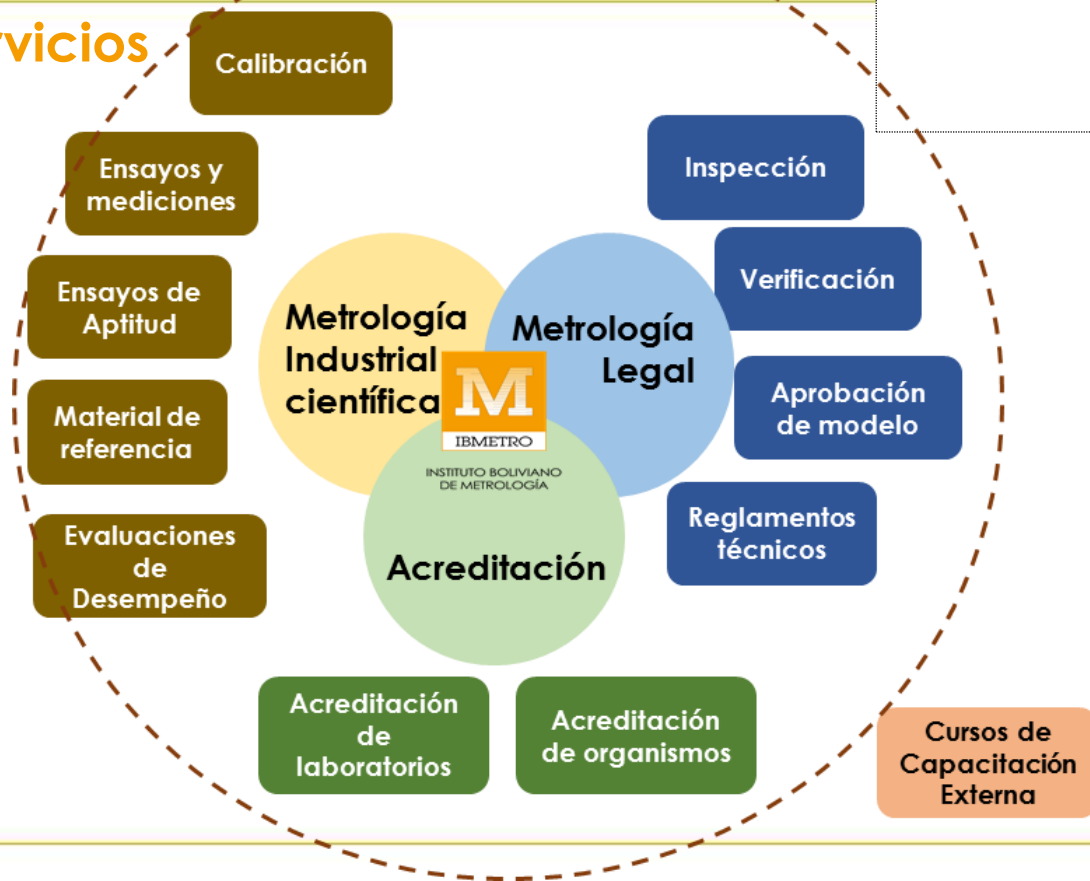 rvicios
Calibración
Ensayos y
mediciones
Ensayos de
Aptitud
Material de
referencia
Evaluaciones
de
Desempeño
Metrología
Industrial
científica
Metrología
Legal
M
IBMETRO
INSTITUTO BOLIVIANO
DE METROLOGÍA
Acreditación
Inspección
Verificación
Aprobación
de modelo
Reglamentos
técnicos
Acreditación
de
laboratorios
Acreditación
de organismos
Cursos de
Capacitación
Externa